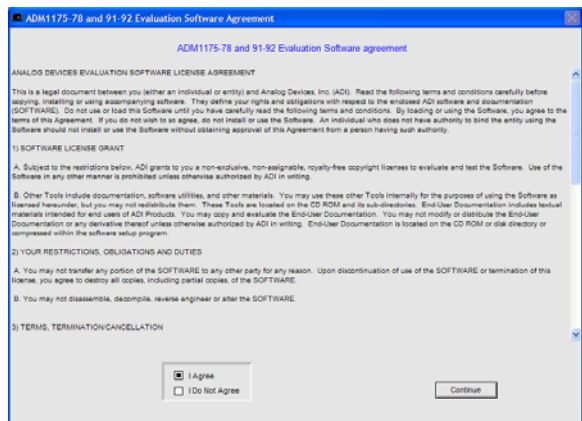 ADM1175-78 and 91-92 Evaluation Software Agreement
ADM1175-78 and 91-92 Evaluation Software agreement
ANALOG DEVICES EVALUATION SOFTWARE LICENSE AGREEMENT
This is a legal document between you (either an individual or entity) and Analog Devices, Inc. (ADI). Read the following terms and conditions carefully before
copying, installing or using accompanying software. They define your rights and obligations with respect to the enclosed ADI software and documentation
(SOFTWARE). Do not use or load this Software until you have carefully read the following terms and conditions. By loading or using the Software, you agree to the
terms of this Agreement. If you do not wish to so agree, do not install or use the Software. An individual who does not have authority to bind the entity using the
Software should not install or use the Software without obtaining approval of this Agreement from a person having such authority.
1) SOFTWARE LICENSE GRANT
A. Subject to the restrictions below, ADI grants to you a non-exclusive, non-assignable, royalty-free copyright licenses to evaluate and test the Software. Use of the
Software in any other manner is prohibited unless otherwise authorized by ADI in writing.
B. Other Tools include documentation, software utilities, and other materials. You may use these other Tools internally for the purposes of using the Software as
licensed hereunder, but you may not redistribute them. These Tools are located on the CD ROM and its sub-directories. End-User Documentation includes textual
materials intended for end users of ADI Products. You may copy and evaluate the End-User Documentation. You may not modify or distribute the End-User
Documentation or any derivative thereof unless otherwise authorized by ADI in writing. End-User Documentation is located on the CD ROM or disk directory or
compressed within the software setup program.
2) YOUR RESTRICTIONS, OBLIGATIONS AND DUTIES
A. You may not transfer any portion of the SOFTWARE to any other party for any reason. Upon discontinuation of use of the SOFTWARE or termination of this
license, you agree to destroy all copies, including partial copies, of the SOFTWARE.
B. You may not disassemble, decompile, reverse engineer or alter the SOFTWARE.
3) TERMS, TERMINATION/CANCELLATION
I Agree
I Do Not Agree
Continue